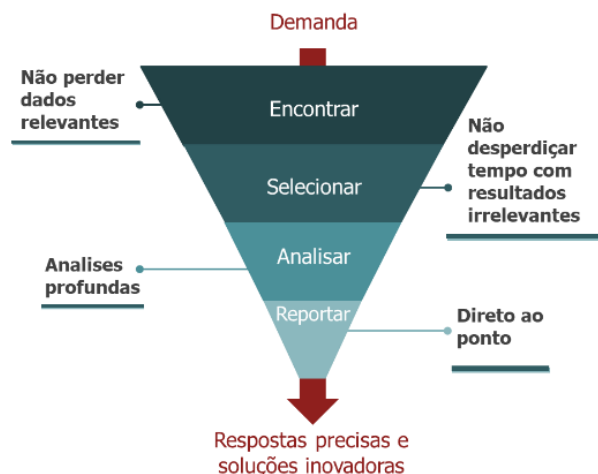 Demanda
Não perder
dados
relevantes
Encontrar
Não
desperdiçar
tempo com
resultados
irrelevantes
Selecionar
Analises
profundas
Analisar
Reportar
Direto ao
ponto
Respostas precisas e
soluções inovadoras